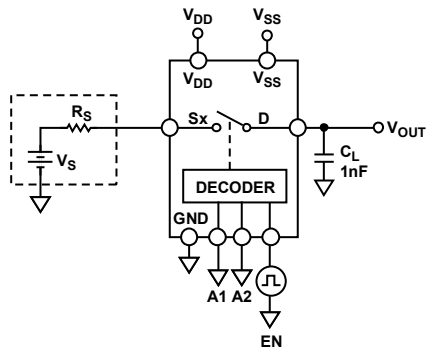 VDD VSS
VDD VSS
RS
VS
Sx D
VOUT
CL
1nF
DECODER
GND
A1 A2
EN